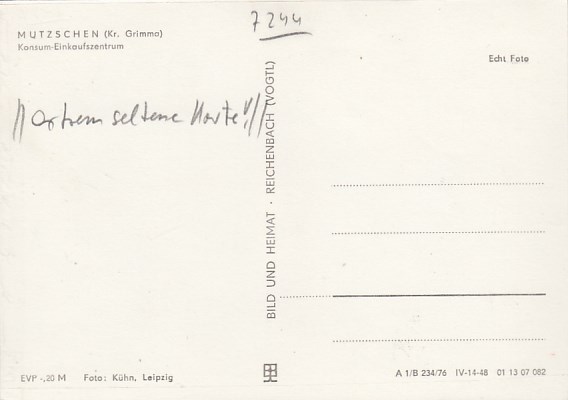 7244
MUTZSCHEN (Kr. Grimma)
Konsum-Einkaufszentrum
Echt Foto
!! extrem seltene Karte !!!
BILD UND HEIMAT · REICHENBACH (VOGTL)
EVP -,20 M Foto: Kühn, Leipzig
A 1/B 234/76 IV-14-48 01 13 07 082